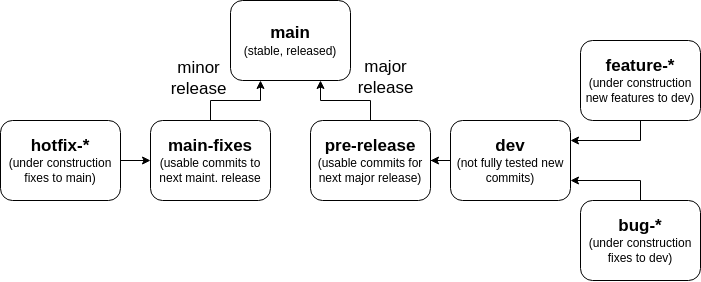 main
(stable, released)
minor
release
major
release
feature-*
(under construction
new features to dev)
hotfix-*
(under construction
fixes to main)
main-fixes
(usable commits to
next maint. release
pre-release
(usable commits for
next major release)
dev
(not fully tested new
commits)
bug-*
(under construction
fixes to dev)